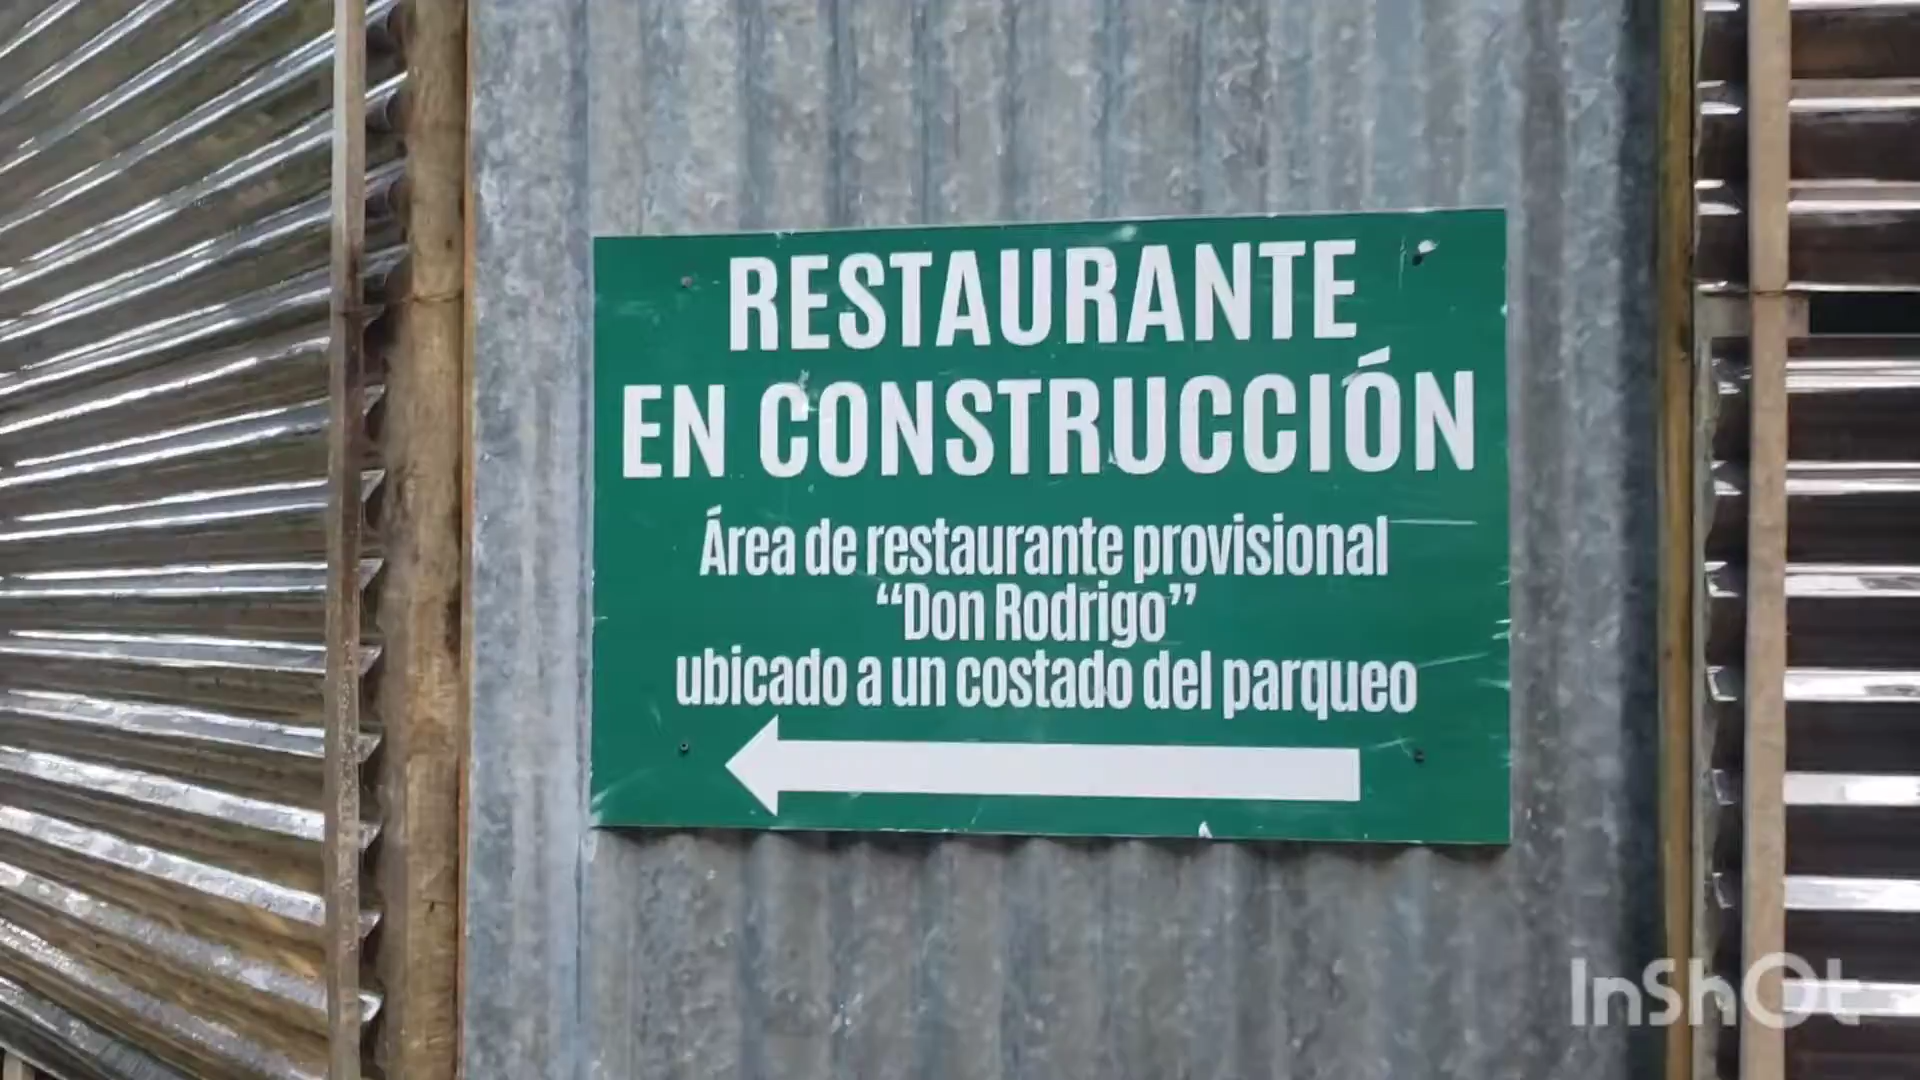 RESTAURANTE
EN CONSTRUCCIÓN
Área de restaurante provisional
“Don Rodrigo”
ubicado a un costado del parqueo
InShOt